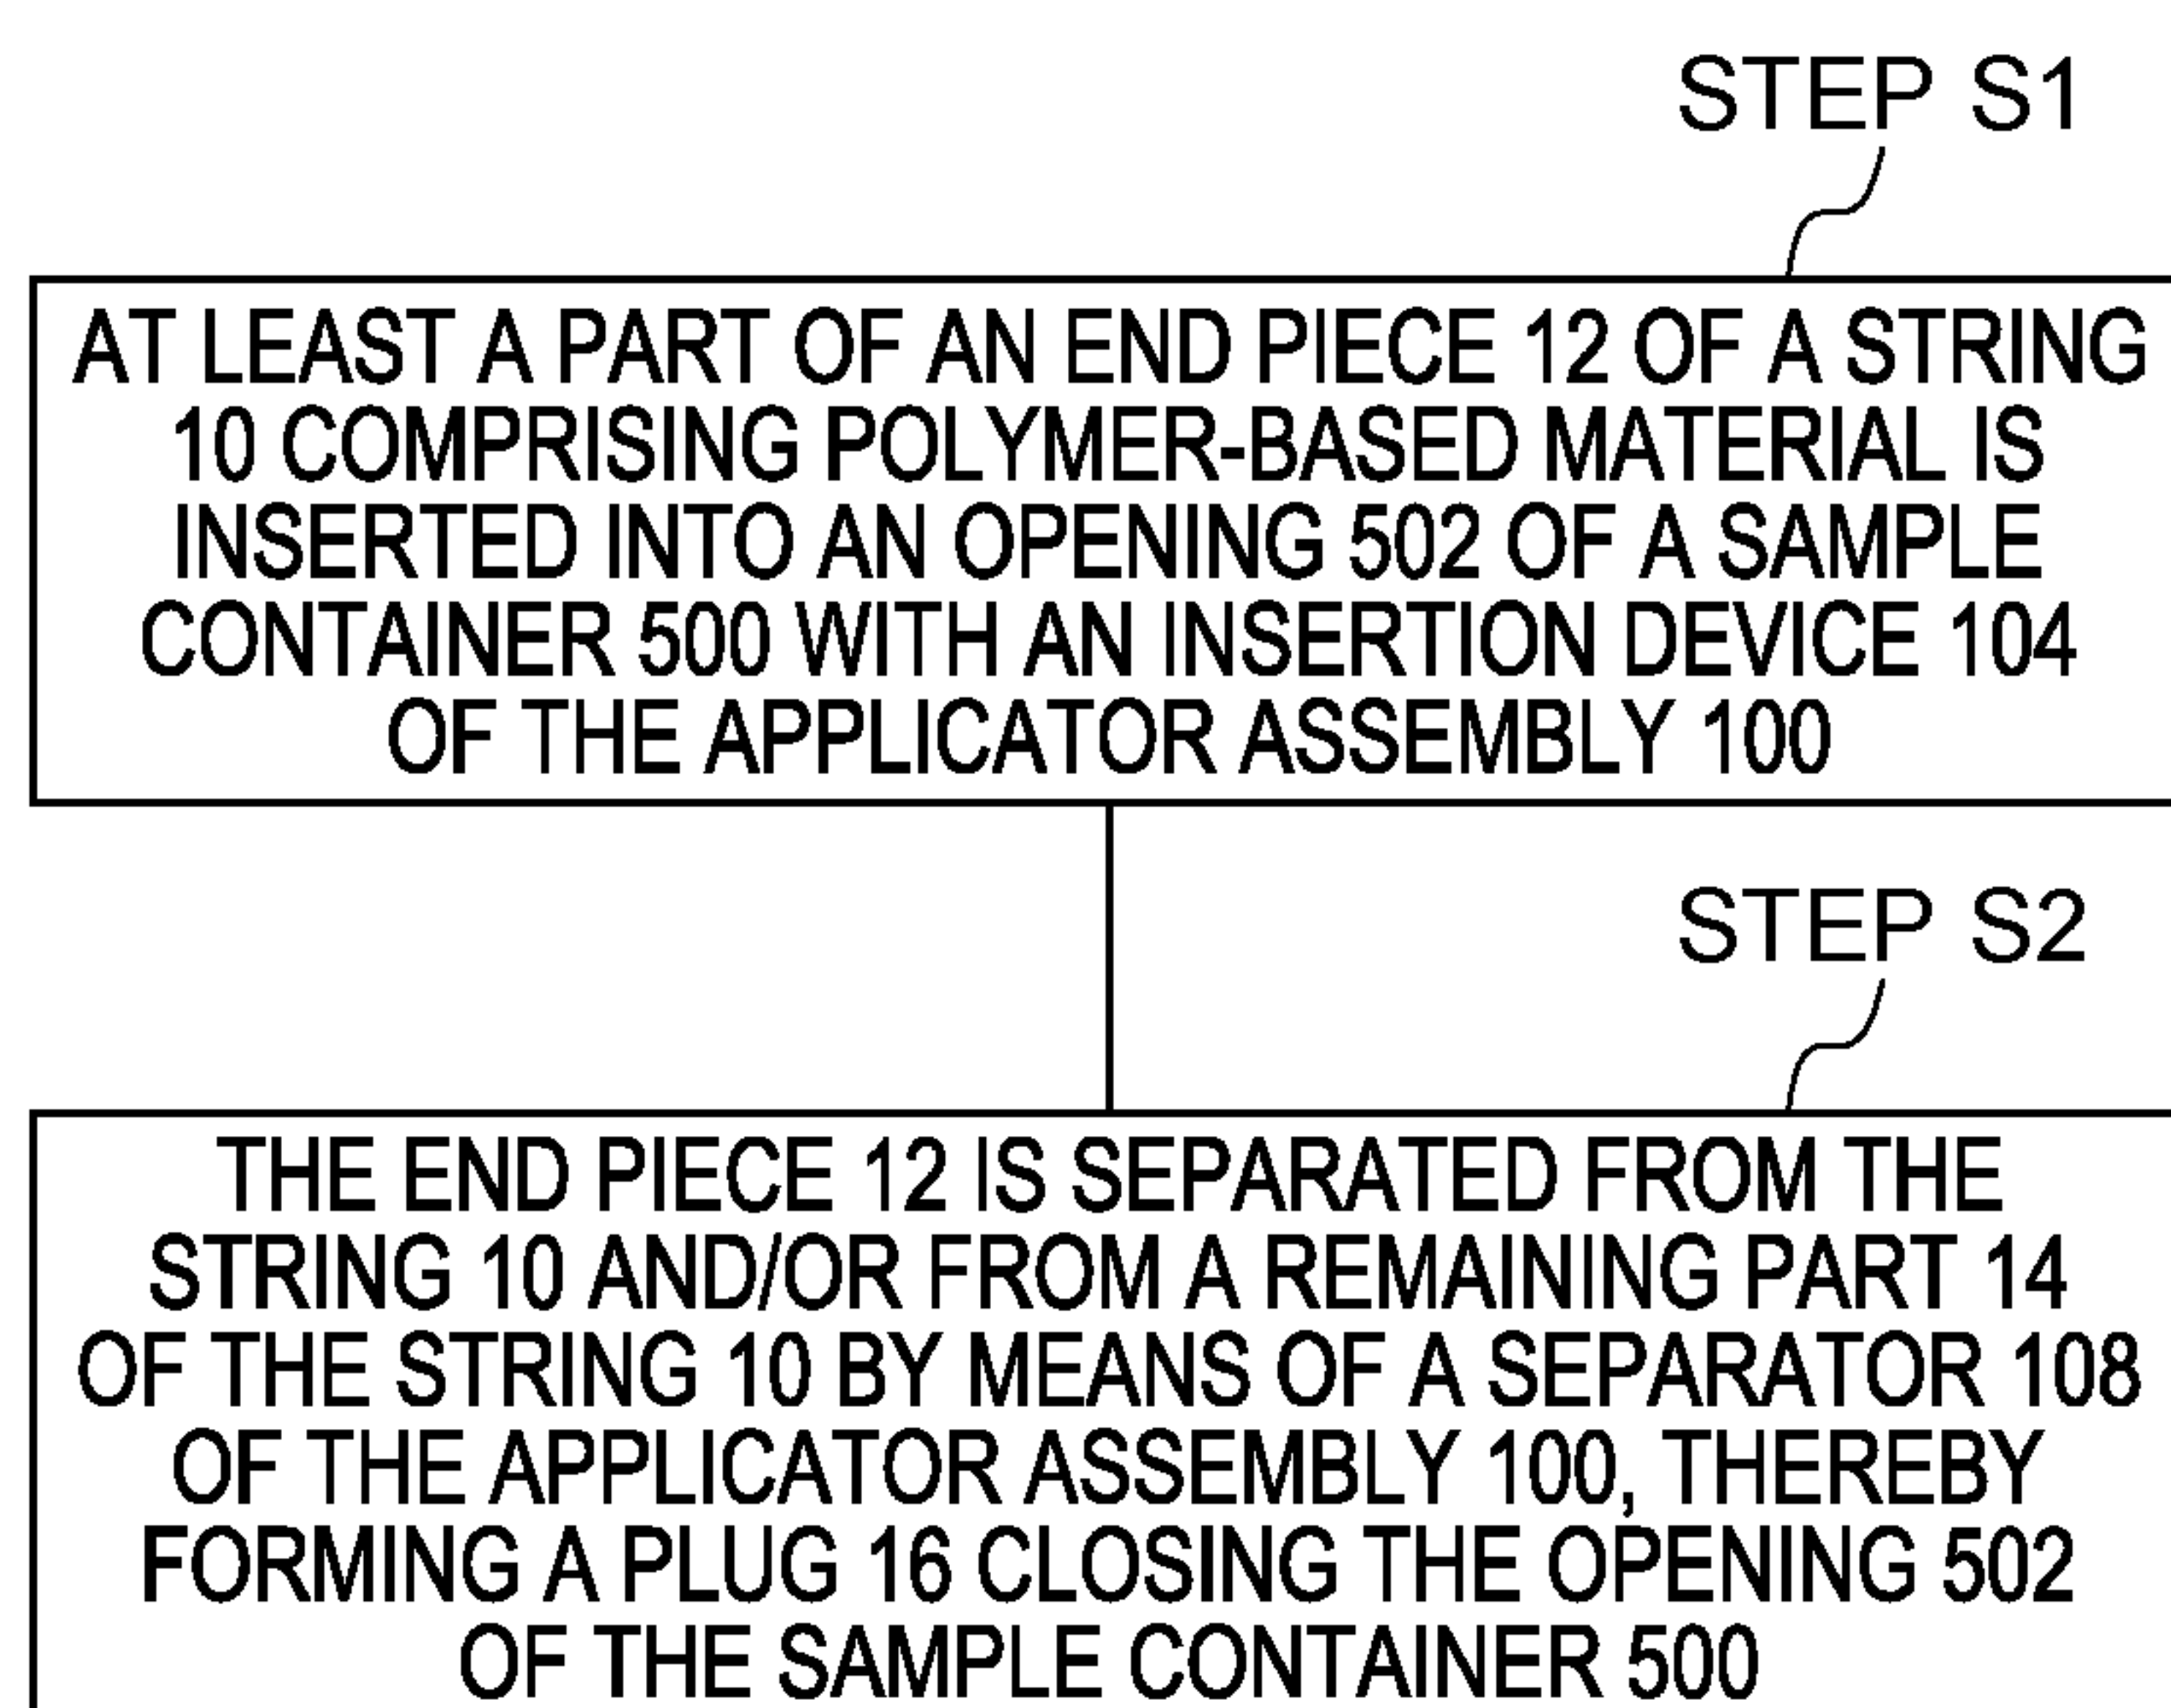 STEP S1
AT LEAST A PART OF AN END PIECE 12 OF A STRING
10 COMPRISING POLYMER-BASED MATERIAL IS
INSERTED INTO AN OPENING 502 OF A SAMPLE
CONTAINER 500 WITH AN INSERTION DEVICE 104
OF THE APPLICATOR ASSEMBLY 100
STEP S2
THE END PIECE 12 IS SEPARATED FROM THE
STRING 10 AND/OR FROM A REMAINING PART 14
OF THE STRING 10 BY MEANS OF A SEPARATOR 108
OF THE APPLICATOR ASSEMBLY 100, THEREBY
FORMING A PLUG 16 CLOSING THE OPENING 502
OF THE SAMPLE CONTAINER 500